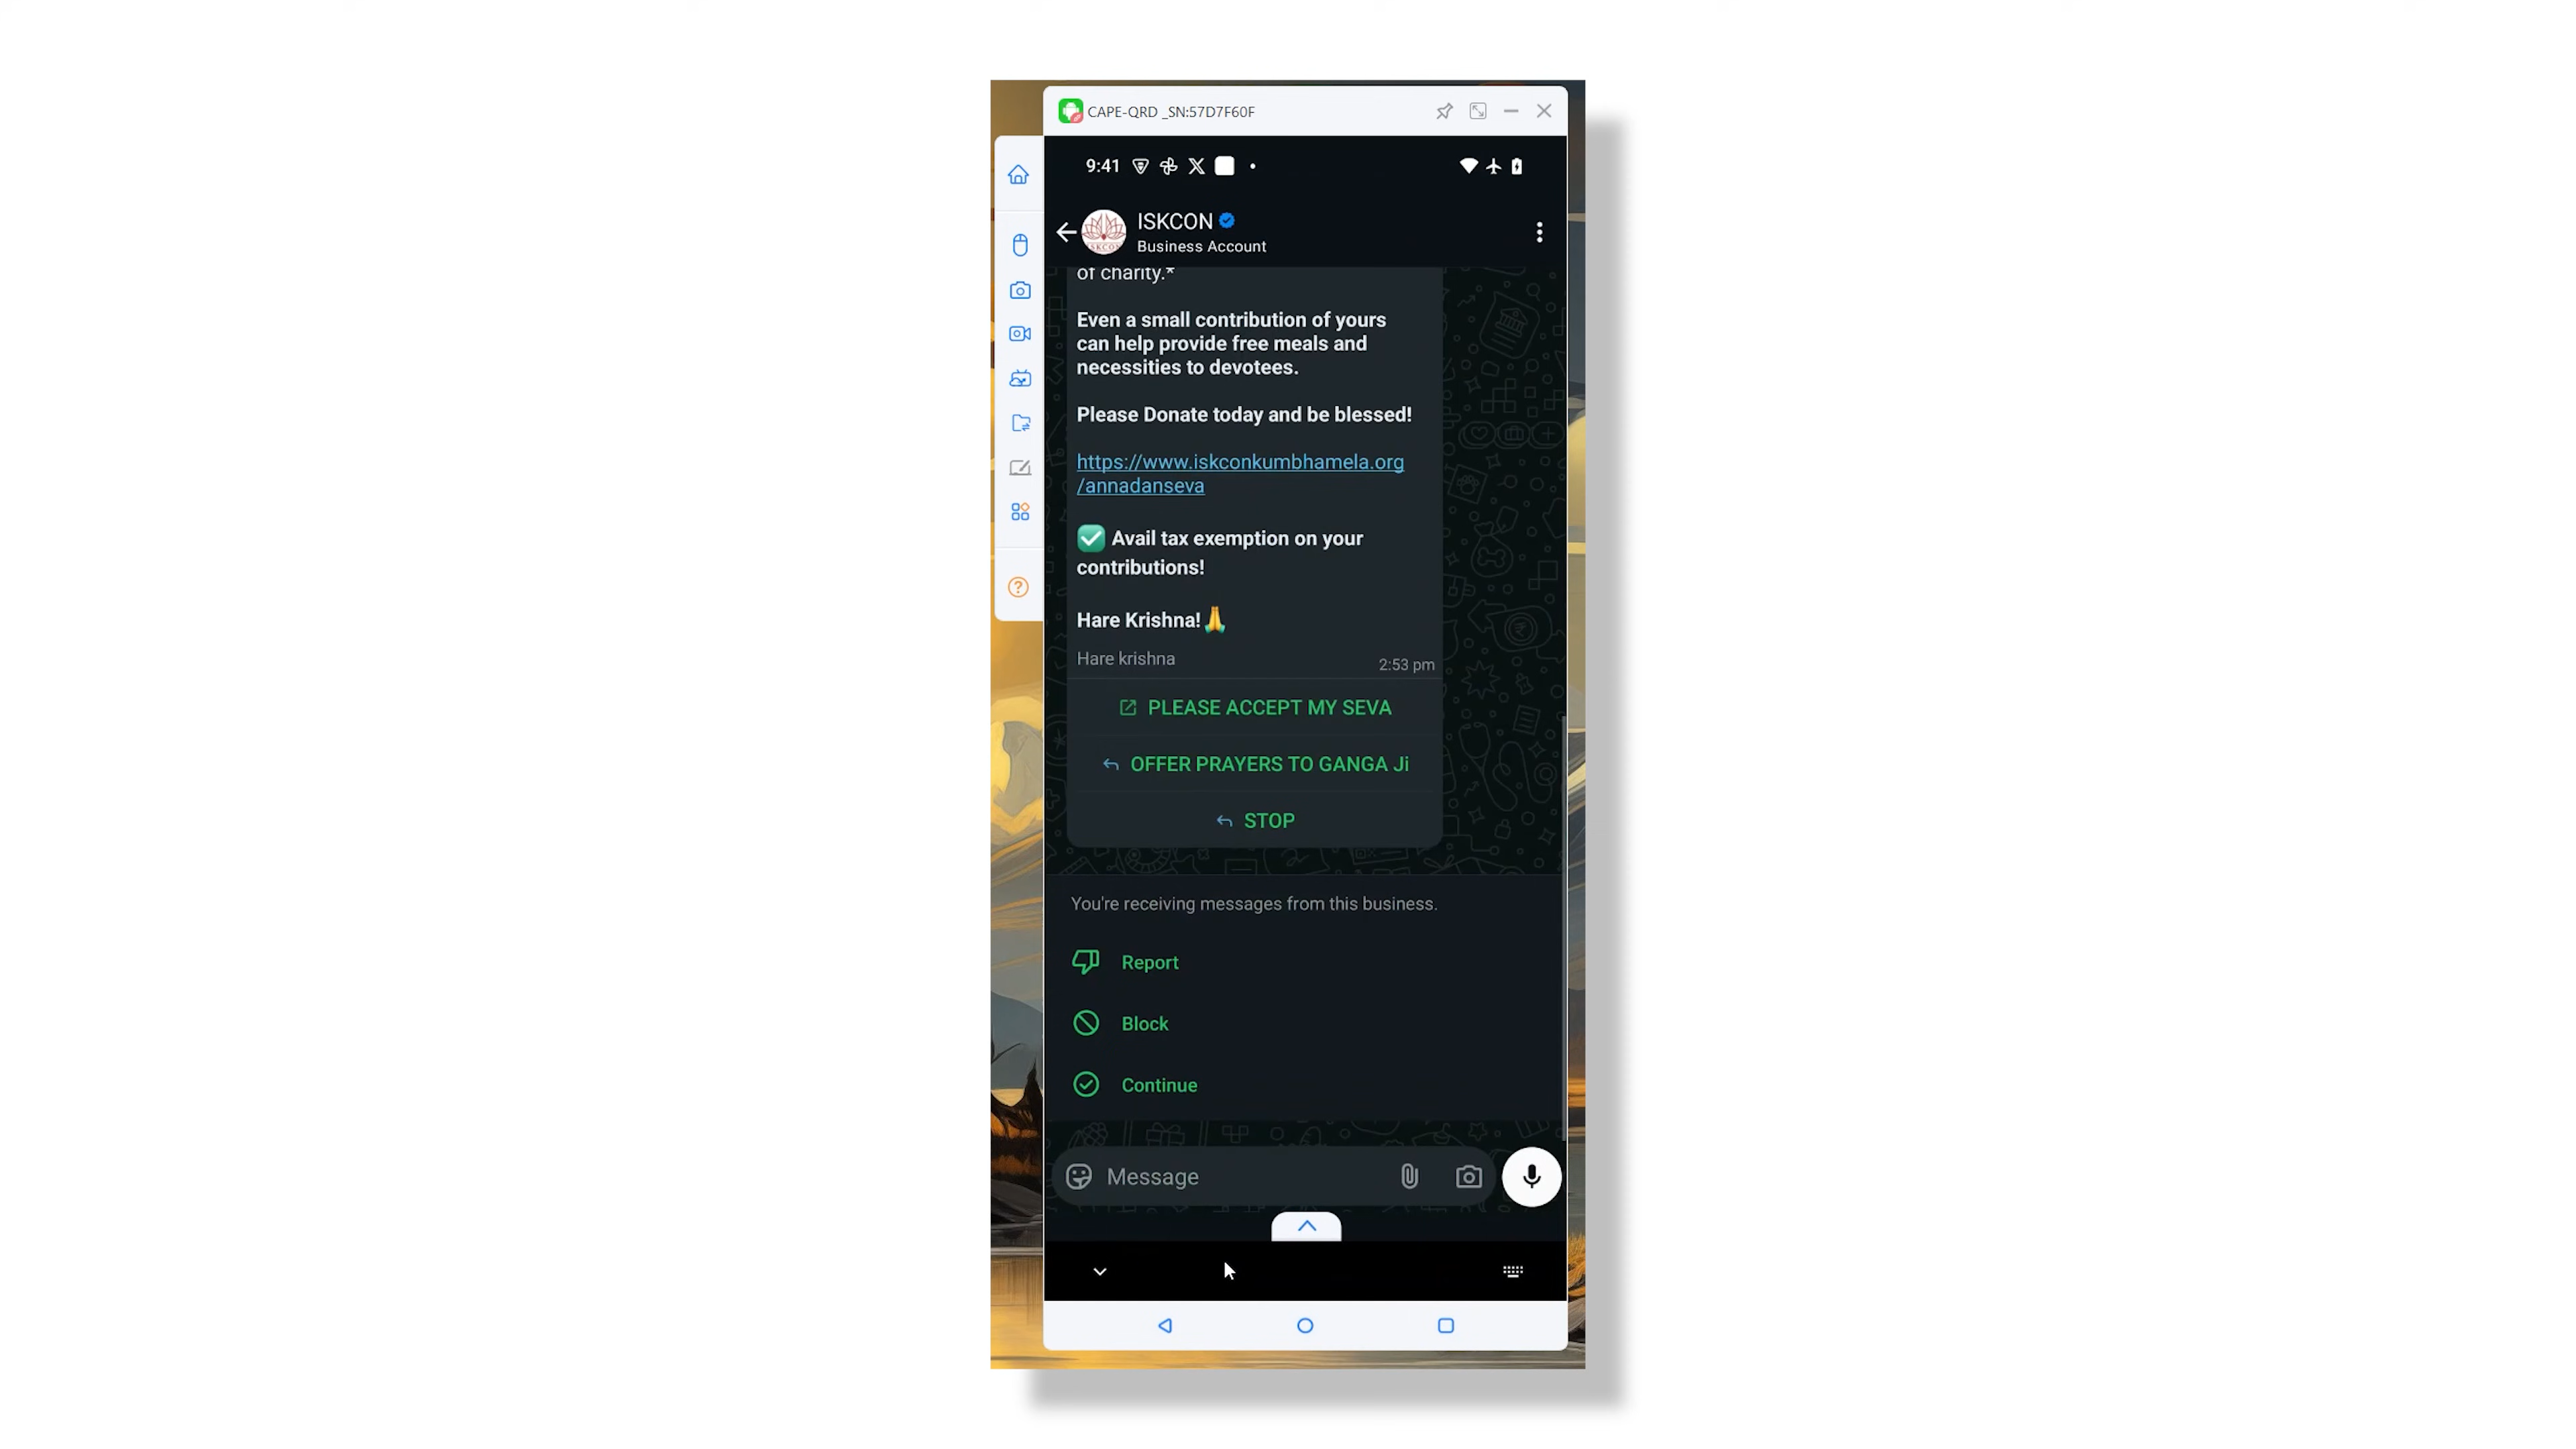 CAPE-QRD _SN:57D7F60F
9:41
ISKCON
Business Account
of charity.*
Even a small contribution of yours
can help provide free meals and
necessities to devotees.
Please Donate today and be blessed!
https://www.iskconkumbhamela.org
/annadanseva
✅ Avail tax exemption on your
contributions!
Hare Krishna!🙏
Hare krishna
2:53 pm
PLEASE ACCEPT MY SEVA
OFFER PRAYERS TO GANGA Ji
STOP
You're receiving messages from this business.
Report
Block
Continue
Message